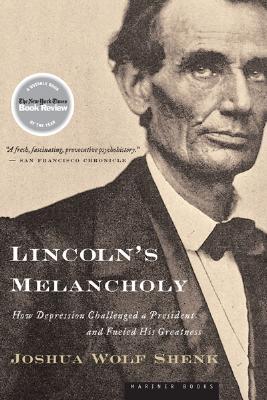 A NOTABLE BOOK
The New York Times
Book Review
OF THE YEAR
"A fresh, fascinating, provocative psychohistory."
— SAN FRANCISCO CHRONICLE
LINCOLN'S
MELANCHOLY
How Depression Challenged a President
and Fueled His Greatness
JOSHUA WOLF SHENK
MARINER BOOKS